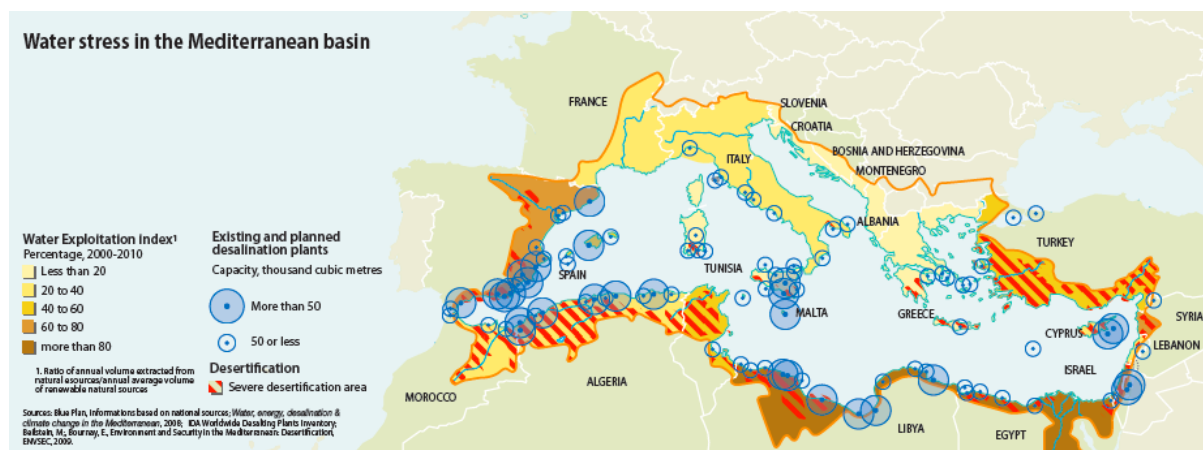 Water stress in the Mediterranean basin
FRANCE
SLOVENIA
CROATIA
BOSNIA AND HERZEGOVINA
ITALY
MONTENEGRO
ALBANIA
TURKEY
Water Exploitation index¹
Percentage, 2000-2010
Less than 20
20 to 40
40 to 60
60 to 80
more than 80
1. Ratio of annual volume extracted from
natural esources/annual average volume
of renewable natural sources
Existing and planned
desalination plants
Capacity, thousand cubic metres
More than 50
50 or less
Desertification
Severe desertification area
SPAIN
TUNISIA
MALTA
GREECE
SYRIA
CYPRUS
LEBANON
ISRAEL
ALGERIA
MOROCCO
LIBYA
EGYPT
Sources: Blue Plan, Informations based on national sources; Water, energy, desalination &
climate change in the Mediterranean, 2008; IDA Worldwide Desalting Plants Inventory;
Beilstein, M.; Bournay, E., Environment and Security in the Mediterranean: Desertification,
ENVSEC, 2009.